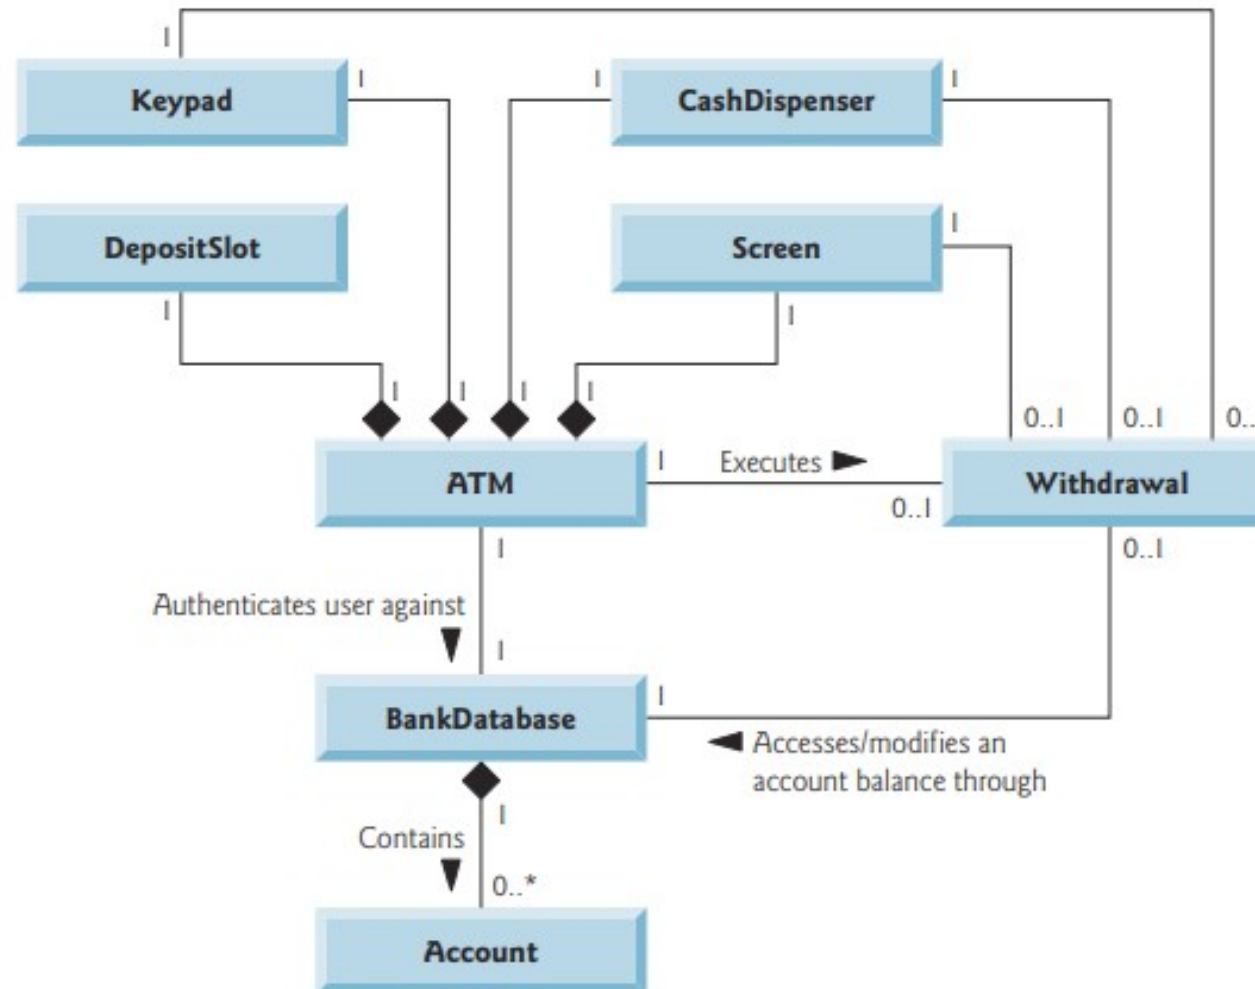 1
Keypad
1
1
CashDispenser
1
DepositSlot
Screen
1
1
1
1
1
1
1
0..1
0..1
0..
ATM
1
Executes
0..1
Withdrawal
1
0..1
Authenticates user against
1
BankDatabase
1
Accesses/modifies an
account balance through
1
Contains
0..*
Account